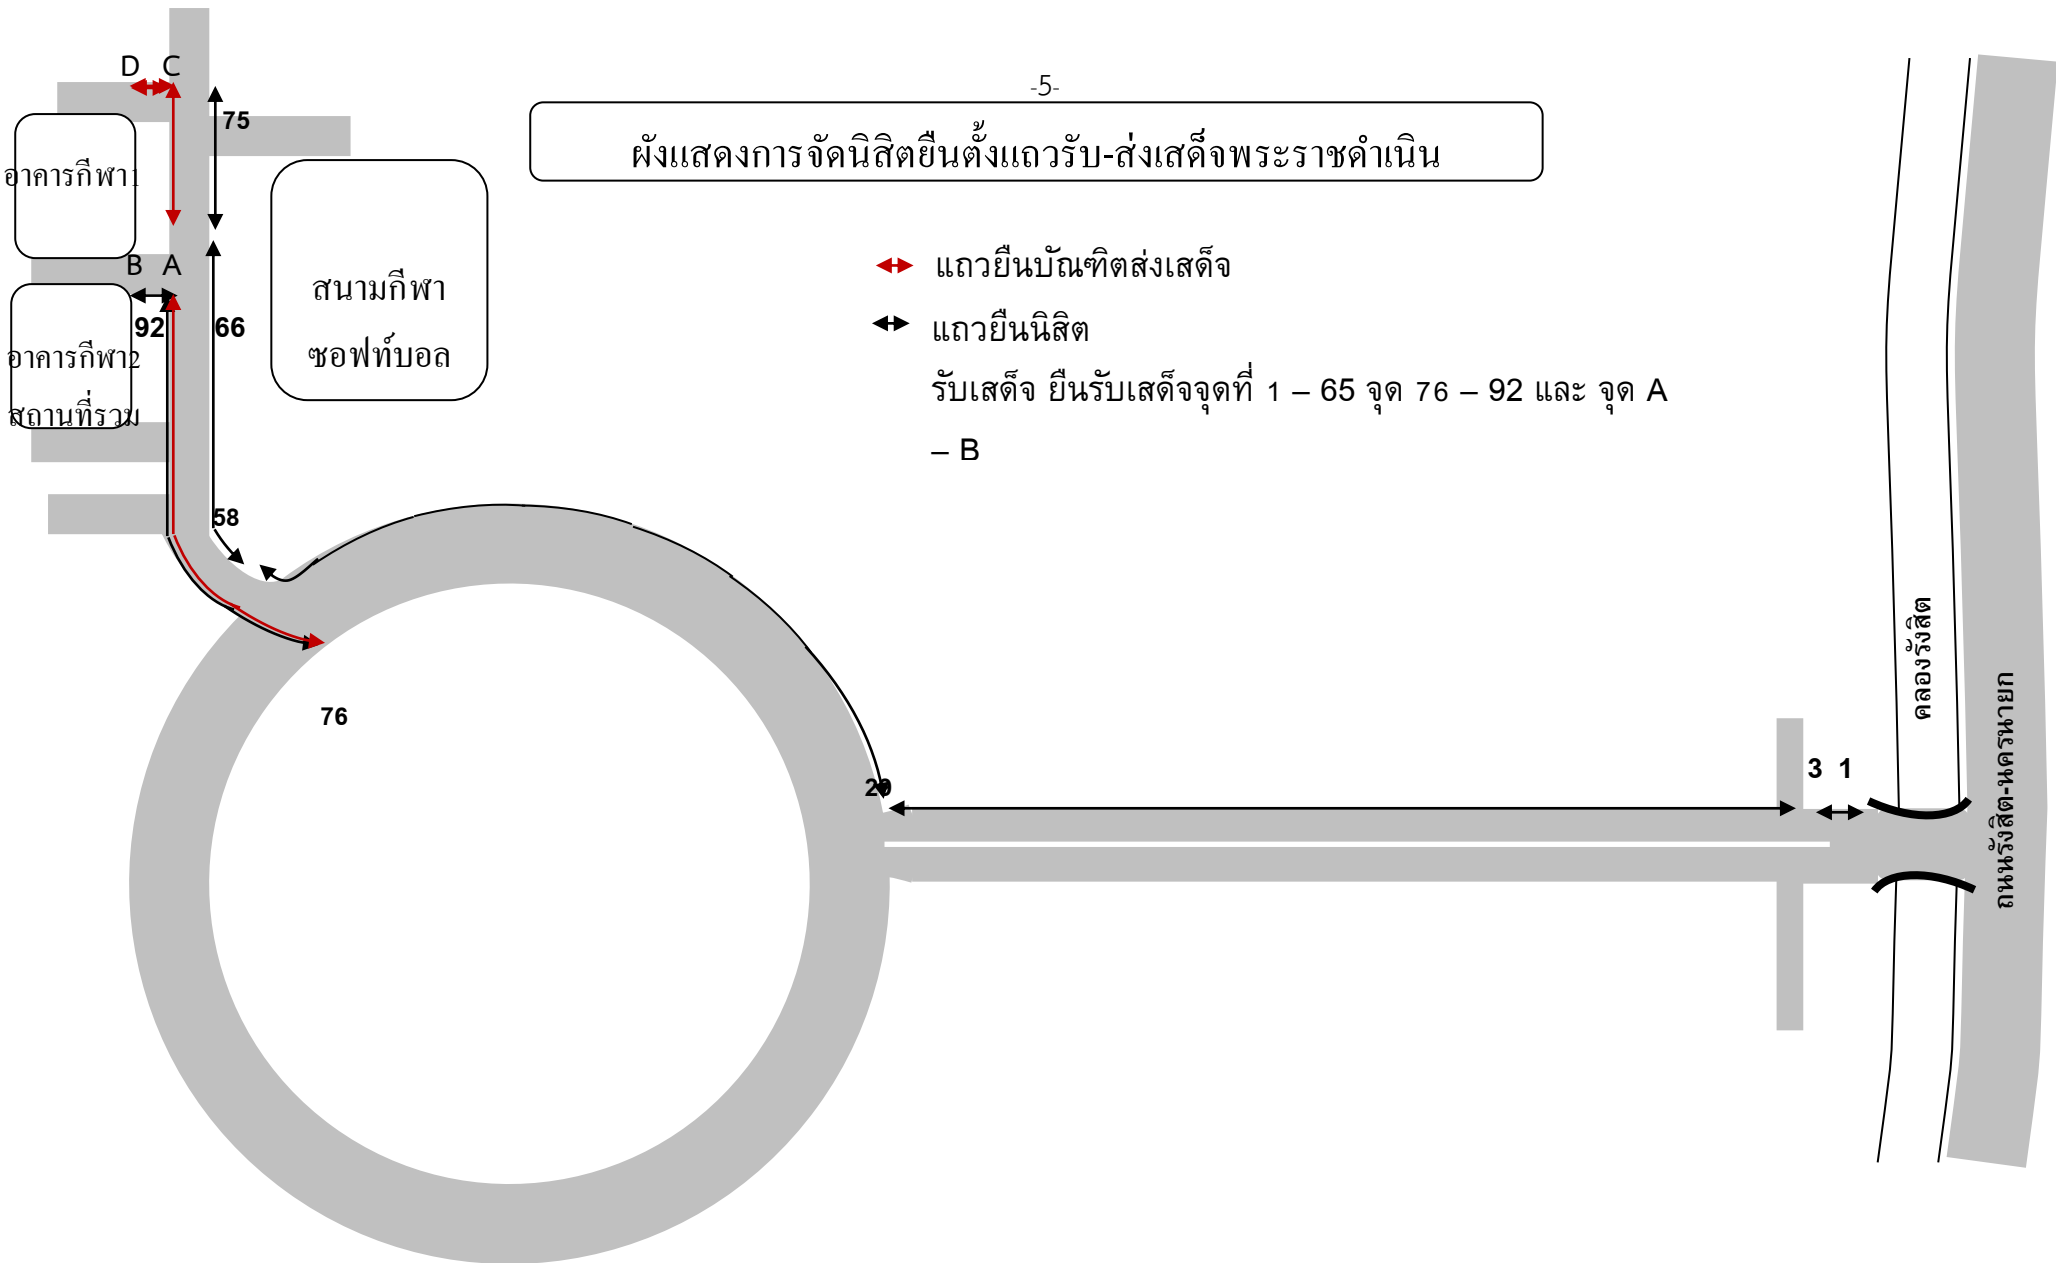 -5-
ผังแสดงการจัดนิสิตยืนตั้งแถวรับ-ส่งเสด็จพระราชดำเนิน
D C
75
อาคารกีฬา1
B A
92
66
อาคารกีฬา2
สถานที่รวม
สนามกีฬา
ซอฟท์บอล
แถวยืนบัณฑิตส่งเสด็จ
แถวยืนนิสิต
รับเสด็จ ยืนรับเสด็จจุดที่ 1 – 65 จุด 76 – 92 และ จุด A
– B
58
76
29
3 1
คลองรังสิต
ถนนรังสิต-นครนายก